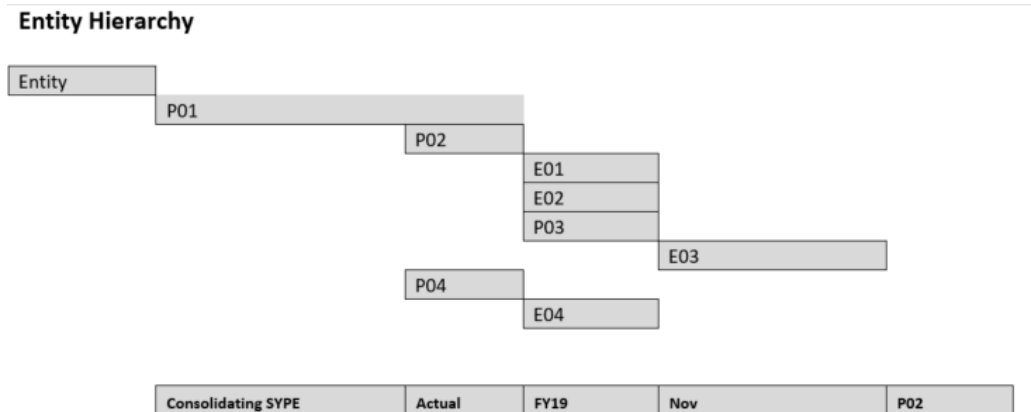 Entity Hierarchy
Entity
P01
P02
E01
E02
P03
E03
P04
E04
Consolidating SYPE Actual FY19 Nov P02